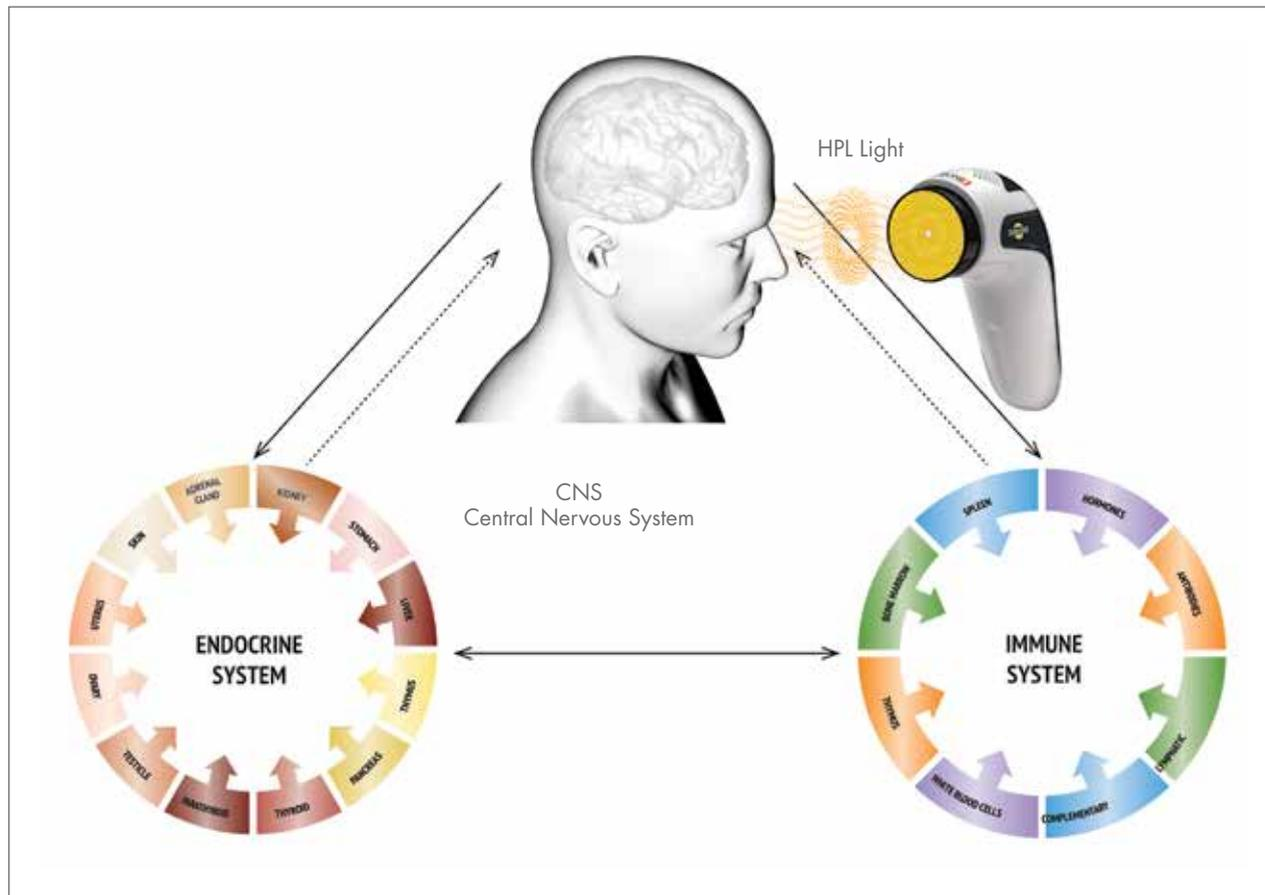 HPL Light
CNS
Central Nervous System
ENDOCRINE
SYSTEM
ADRENAL
GLAND
KIDNEY
STOMACH
LIVER
THYMUS
PANCREAS
THYROID
PARATHYROID
TESTICLE
OVARY
UTERUS
SKIN
IMMUNE
SYSTEM
SPLEEN
HORMONES
ANTIBODIES
LYMPHATIC
COMPLEMENTARY
WHITE BLOOD CELLS
THYMUS
BONE MARROW